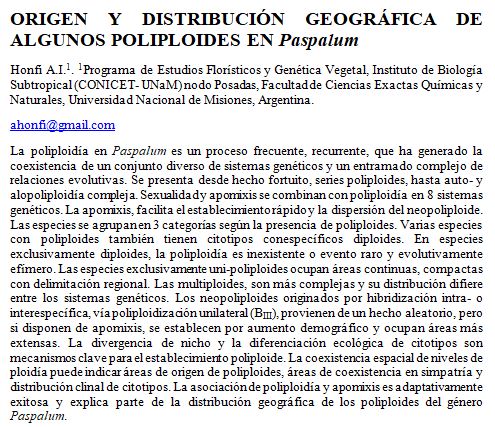 ORIGEN Y DISTRIBUCIÓN GEOGRÁFICA DE
ALGUNOS POLIPLOIDES EN Paspalum
Honfi A.I.¹. ¹Programa de Estudios Florísticos y Genética Vegetal, Instituto de Biología
Subtropical (CONICET- UNaM) nodo Posadas, Facultad de Ciencias Exactas Químicas y
Naturales, Universidad Nacional de Misiones, Argentina.
ahonfi@gmail.com
La poliploidía en Paspalum es un proceso frecuente, recurrente, que ha generado la
coexistencia de un conjunto diverso de sistemas genéticos y un entramado complejo de
relaciones evolutivas. Se presenta desde hecho fortuito, series poliploides, hasta auto- y
alopoliploidía compleja. Sexualidad y apomixis se combinan con poliploidía en 8 sistemas
genéticos. La apomixis, facilita el establecimiento rápido y la dispersión del neopoliploide.
Las especies se agrupan en 3 categorías según la presencia de poliploides. Varias especies
con poliploides también tienen citotipos conespecíficos diploides. En especies
exclusivamente diploides, la poliploidía es inexistente o evento raro y evolutivamente
efímero. Las especies exclusivamente uni-poliploides ocupan áreas continuas, compactas
con delimitación regional. Las multiploides, son más complejas y su distribución difiere
entre los sistemas genéticos. Los neopoliploides originados por hibridización intra- o
interespecífica, vía poliploidización unilateral (BIII), provienen de un hecho aleatorio, pero
si disponen de apomixis, se establecen por aumento demográfico y ocupan áreas más
extensas. La divergencia de nicho y la diferenciación ecológica de citotipos son
mecanismos clave para el establecimiento poliploide. La coexistencia espacial de niveles de
ploidía puede indicar áreas de origen de poliploides, áreas de coexistencia en simpatría y
distribución clinal de citotipos. La asociación de poliploidía y apomixis es adaptativamente
exitosa y explica parte de la distribución geográfica de los poliploides del género
Paspalum.